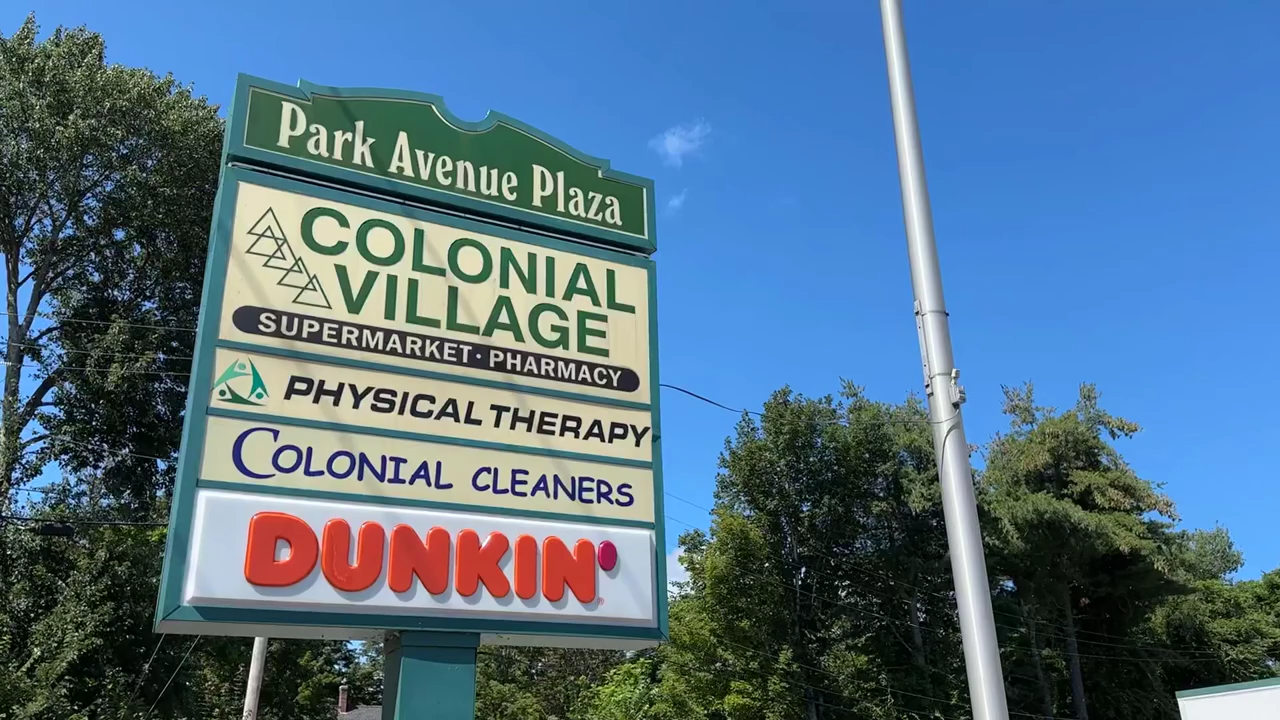 Park Avenue Plaza
COLONIAL
VILLAGE
SUPERMARKET · PHARMACY
PHYSICAL THERAPY
COLONIAL CLEANERS
DUNKIN'